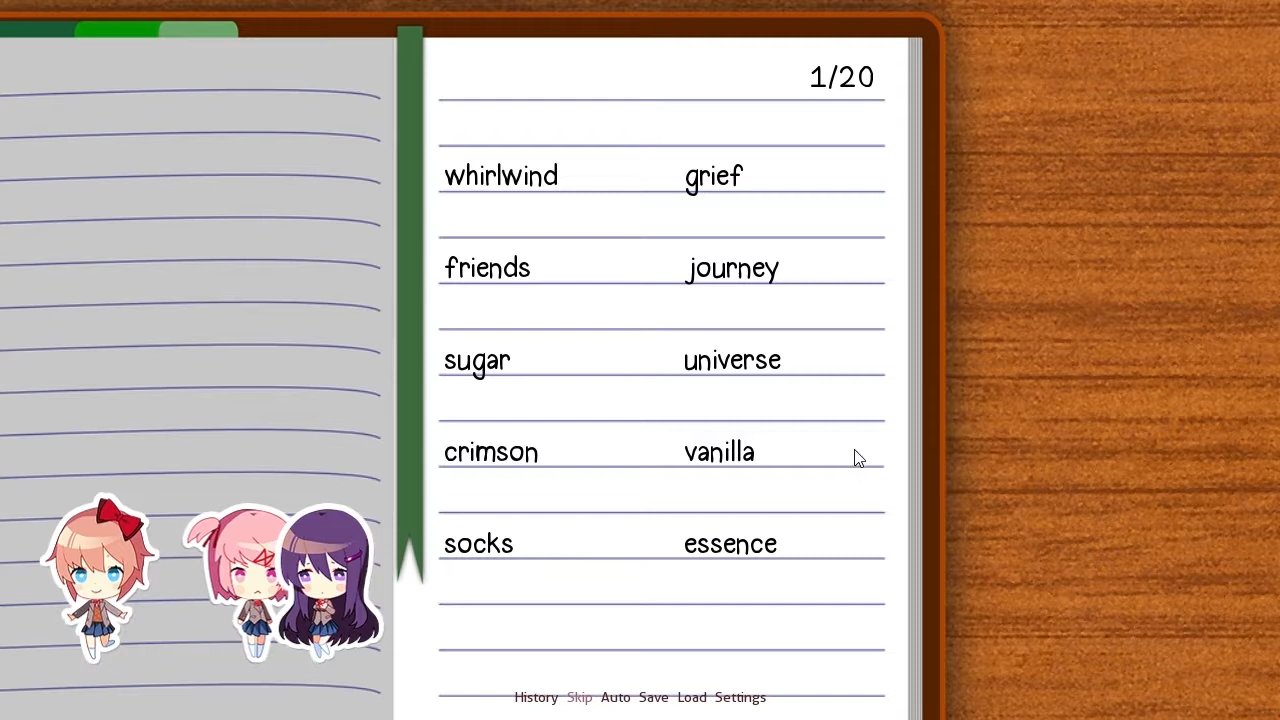 1/20
whirlwind grief
friends journey
sugar universe
crimson vanilla
socks essence
History Skip Auto Save Load Settings